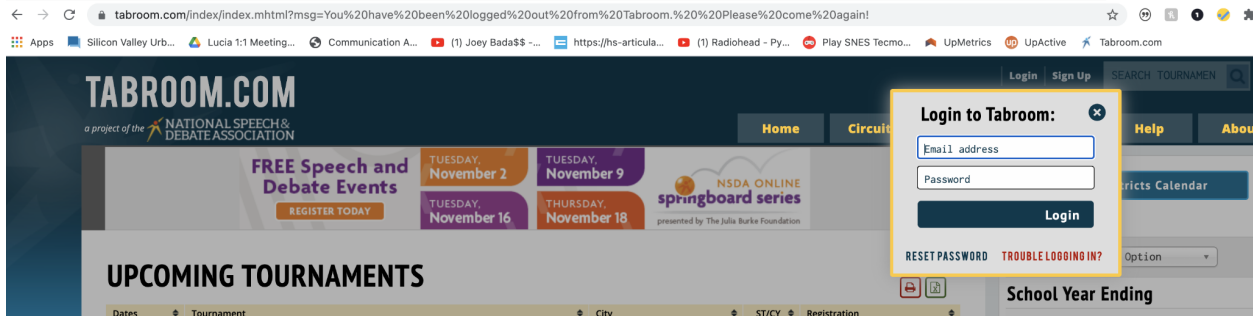 tabroom.com/index/index.mhtml?msg=You%20have%20been%20logged%20out%20from%20Tabroom.%20%20Please%20come%20again!
Apps Silicon Valley Urb... Lucia 1:1 Meeting... Communication A... (1) Joey Bada$$ -... https://hs-articula... (1) Radiohead - Py... Play SNES Tecmo... UpMetrics UpActive Tabroom.com
Login Sign Up SEARCH TOURNAMEN
TABROOM.COM
a project of the NATIONAL SPEECH &
DEBATE ASSOCIATION
Home Circuit Help Abou
Login to Tabroom:
Email address
Password
Login
RESET PASSWORD TROUBLE LOGGING IN?
FREE Speech and
Debate Events
REGISTER TODAY
TUESDAY,
November 2
TUESDAY,
November 9
TUESDAY,
November 16
THURSDAY,
November 18
NSDA ONLINE
springboard series
presented by The Julia Burke Foundation
tricts Calendar
Option
UPCOMING TOURNAMENTS
School Year Ending
Dates Tournament City ST/CY Registration